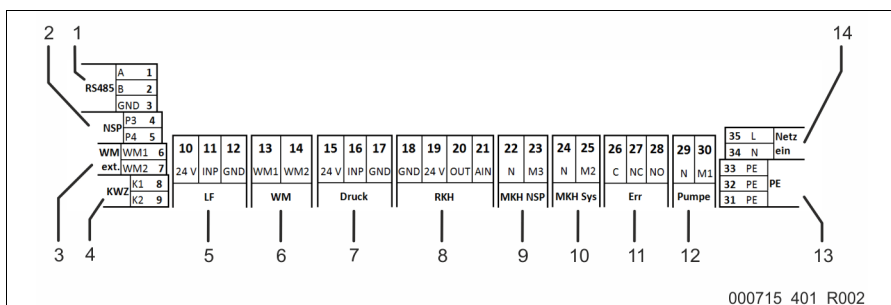 2 1 14
A 1
RS485 B 2
GND 3
NSP P3 4
P4 5
WM WM1 6
ext. WM2 7
KWZ K1 8
K2 9
10 11 12 13 14 15 16 17 18 19 20 21 22 23 24 25 26 27 28 29 30
24 V INP GND WM1 WM2 24 V INP GND GND 24 V OUT AIN N M3 N M2 C NC NO N M1
LF WM Druck RKH MKH NSP MKH Sys Err Pumpe
35 L Netz
34 N ein
33 PE
32 PE PE
31 PE
3 4 5 6 7 8 9 10 11 12 13
000715_401_R002